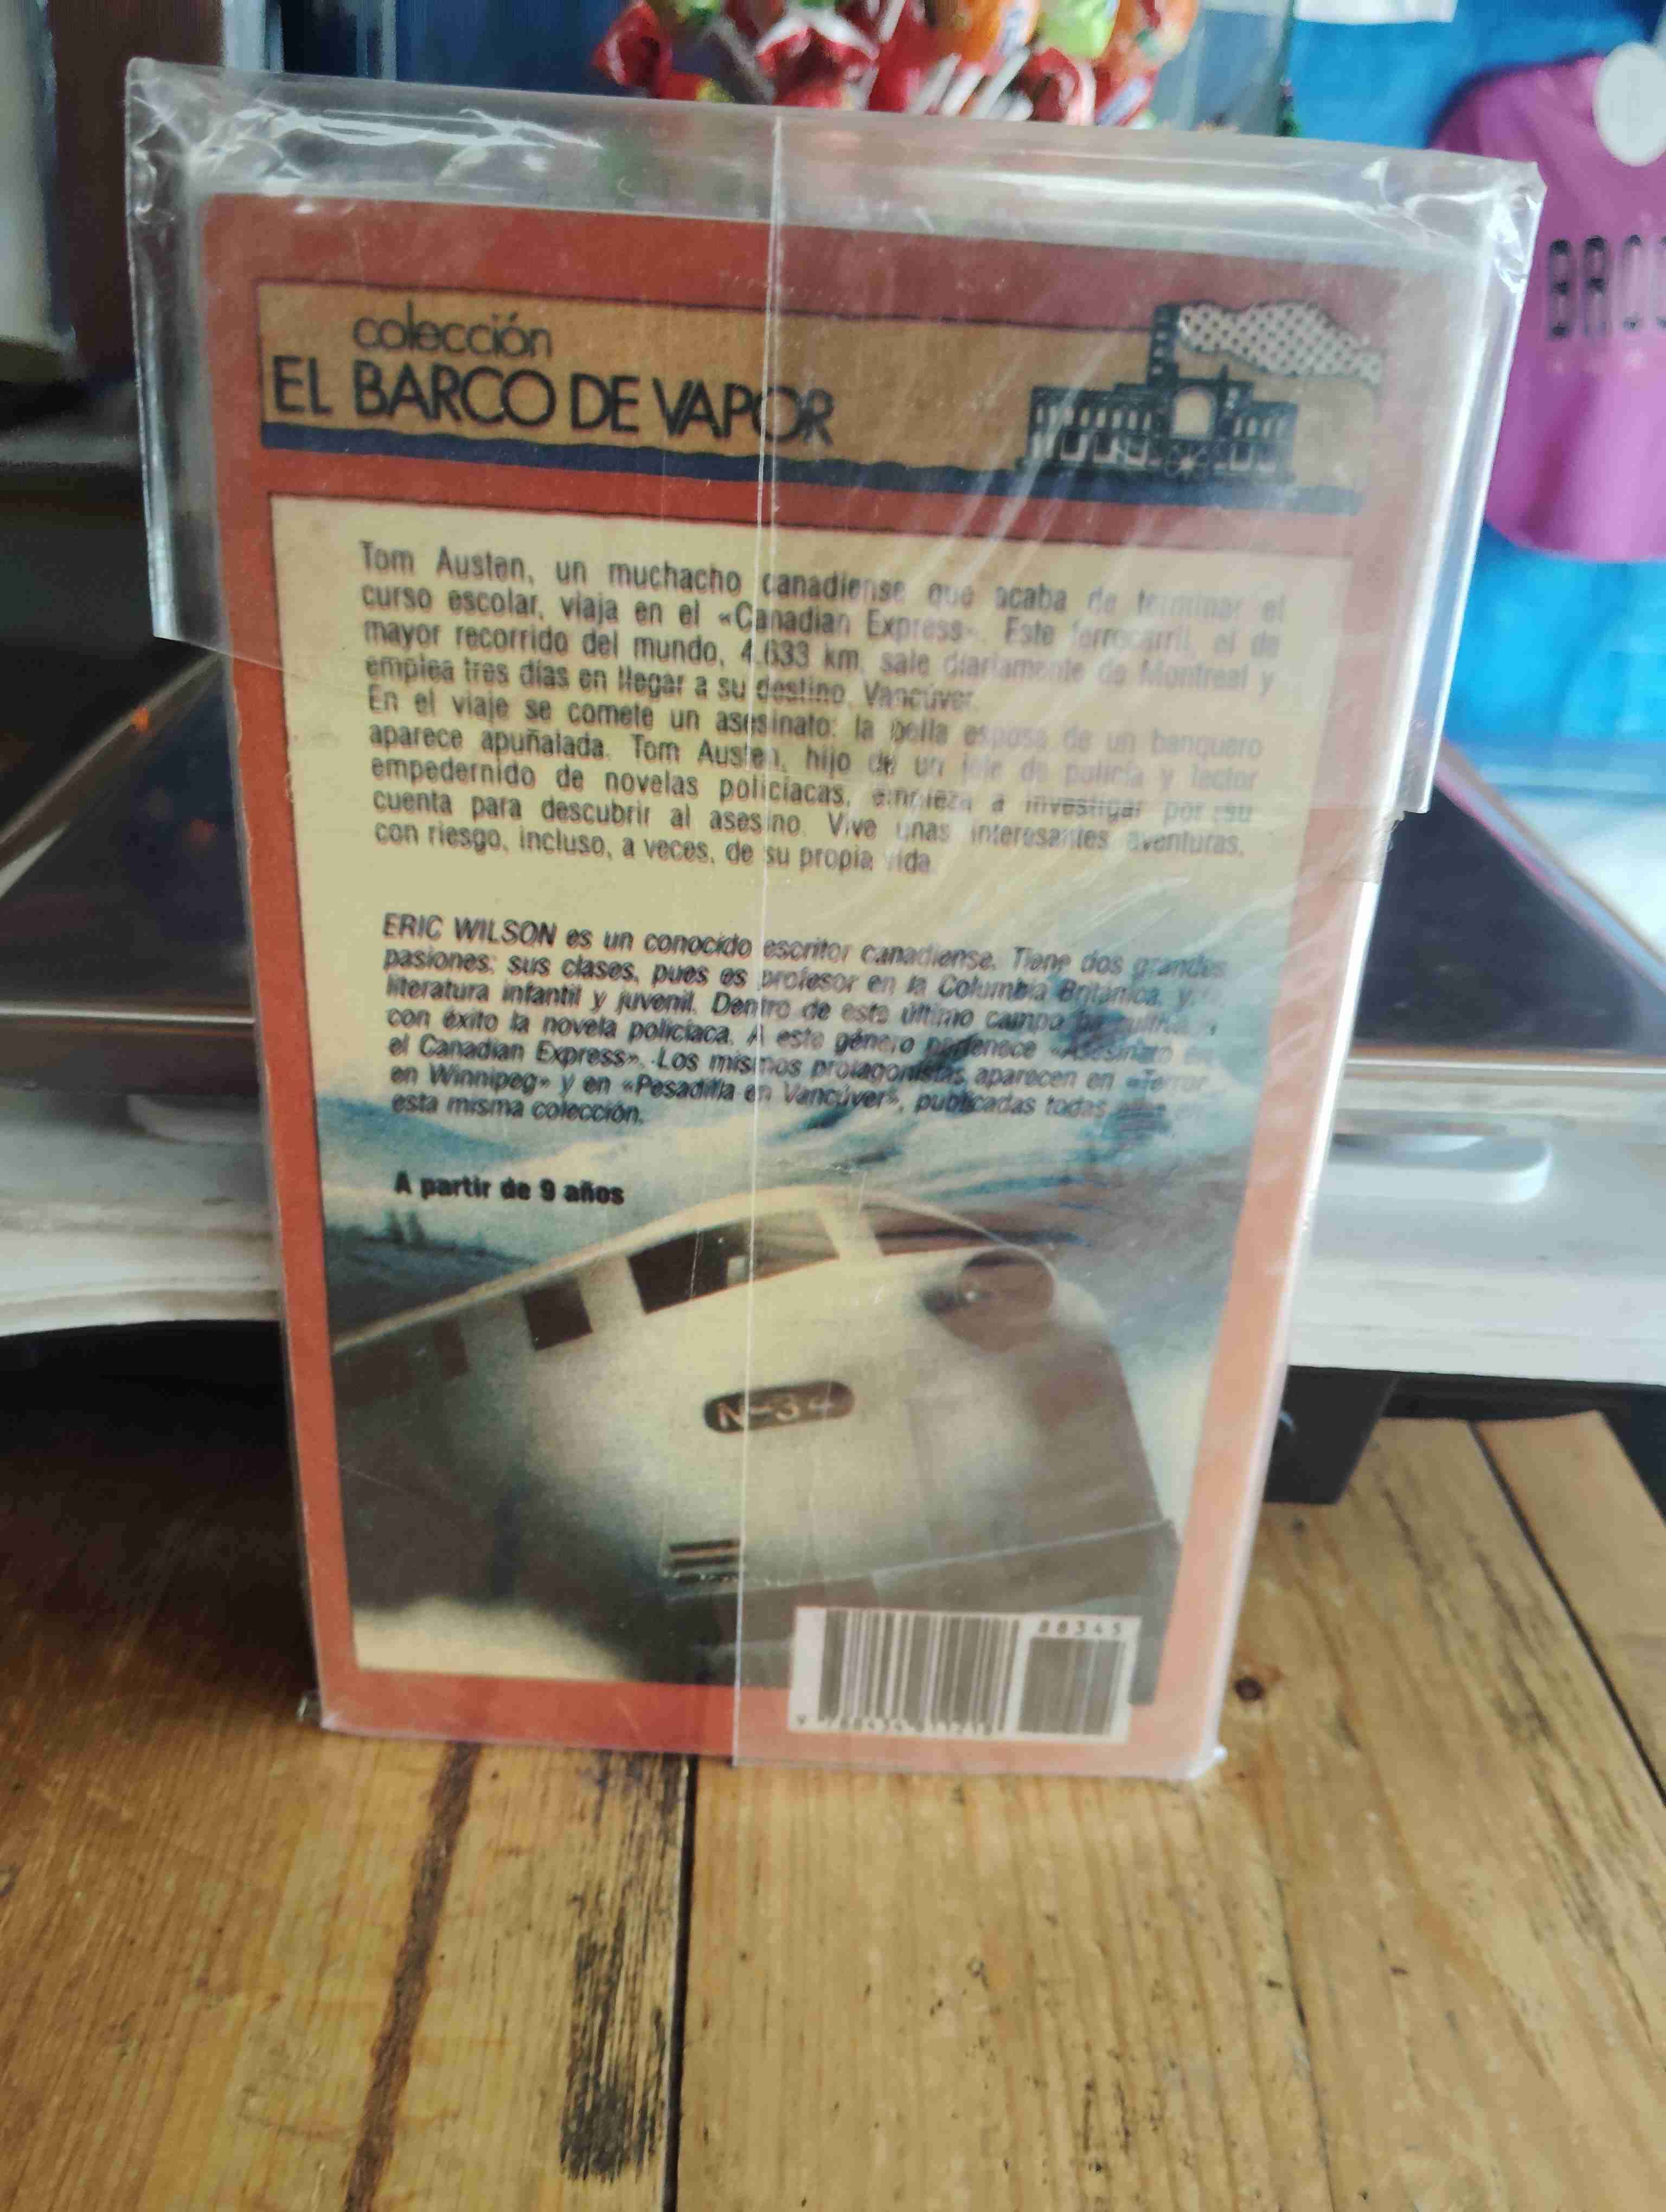 colección
EL BARCO DE VAPOR
Tom Austen, un muchacho canadiense que acaba de terminar el
curso escolar, viaja en el «Canadian Express». Este ferrocarril, el de
mayor recorrido del mundo, 4.633 km, sale diariamente de Montreal y
emplea tres días en llegar a su destino, Vancúver.
En el viaje se comete un asesinato: la bella esposa de un banquero
aparece apuñalada. Tom Austen, hijo de un jefe de policía y lector
empedernido de novelas policíacas, empieza a investigar por su
cuenta para descubrir al asesino. Vive unas interesantes aventuras,
con riesgo, incluso, a veces, de su propia vida.
ERIC WILSON es un conocido escritor canadiense. Tiene dos grandes
pasiones: sus clases, pues es profesor en la Columbia Británica, y
literatura infantil y juvenil. Dentro de este último campo ha
con éxito la novela policíaca. A este género pertenece «Asesinato en
el Canadian Express». Los mismos protagonistas aparecen en «Terror
en Winnipeg» y en «Pesadilla en Vancúver», publicadas todas
esta misma colección.
A partir de 9 años
N-34
88345
BRO